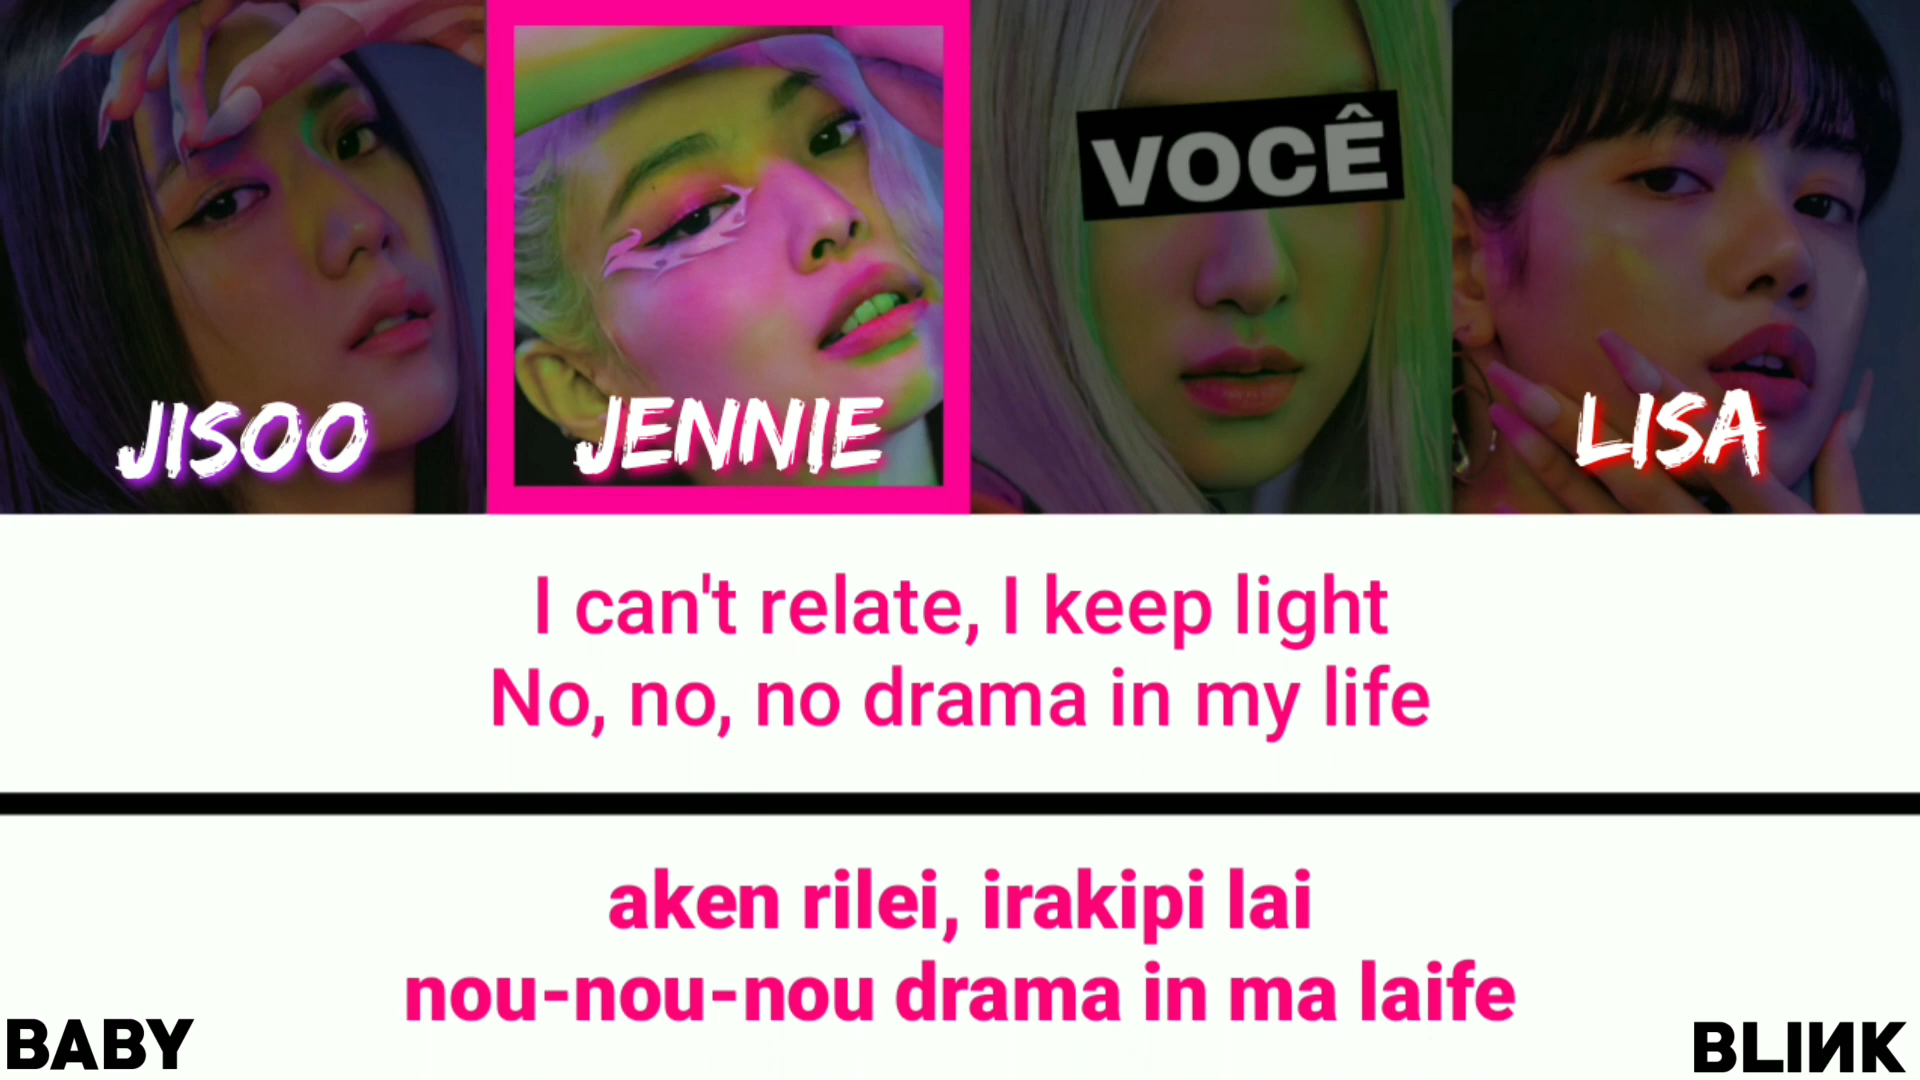 JISOO
JENNIE
VOCÊ
LISA
I can't relate, I keep light
No, no, no drama in my life
aken rilei, irakipi lai
nou-nou-nou drama in ma laife
BABY
BLIИK